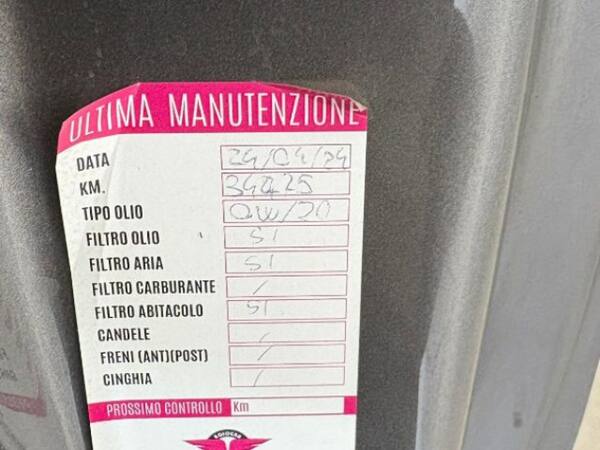 ULTIMA MANUTENZIONE
DATA 24/04/24
KM. 34425
TIPO OLIO 0W/20
FILTRO OLIO SI
FILTRO ARIA SI
FILTRO CARBURANTE /
FILTRO ABITACOLO SI
CANDELE /
FRENI (ANT)(POST) /
CINGHIA /
PROSSIMO CONTROLLO Km